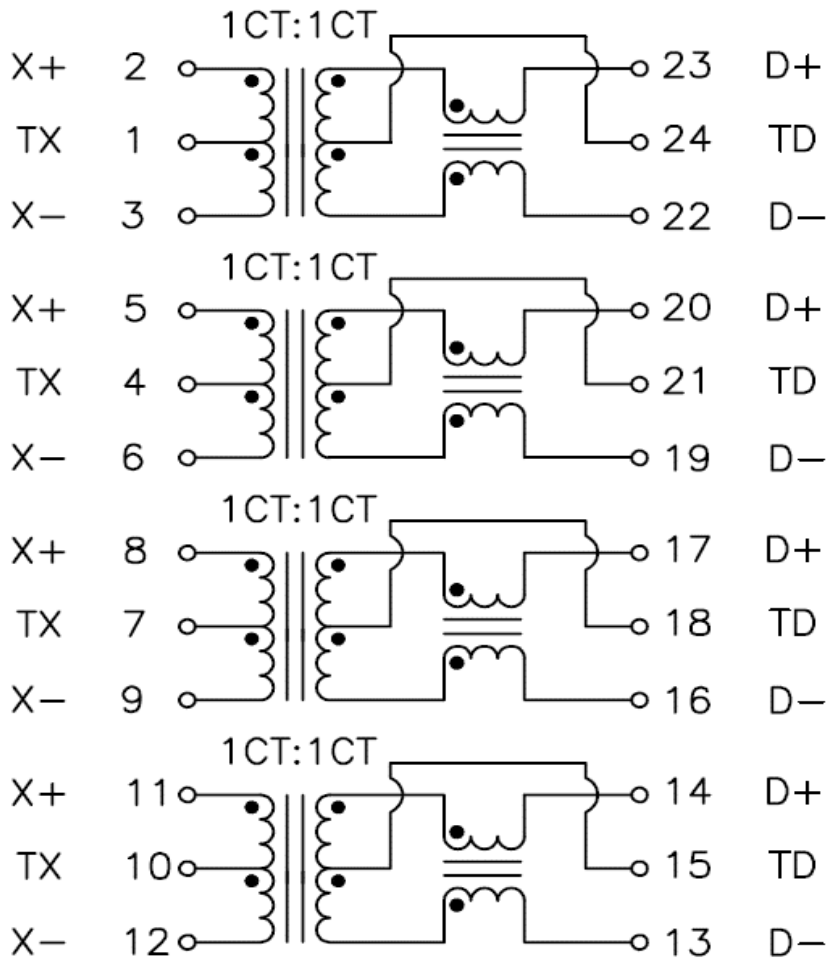 1CT:1CT
X+ 2 23 D+
TX 1 24 TD
X- 3 22 D-
1CT:1CT
X+ 5 20 D+
TX 4 21 TD
X- 6 19 D-
1CT:1CT
X+ 8 17 D+
TX 7 18 TD
X- 9 16 D-
1CT:1CT
X+ 11 14 D+
TX 10 15 TD
X- 12 13 D-